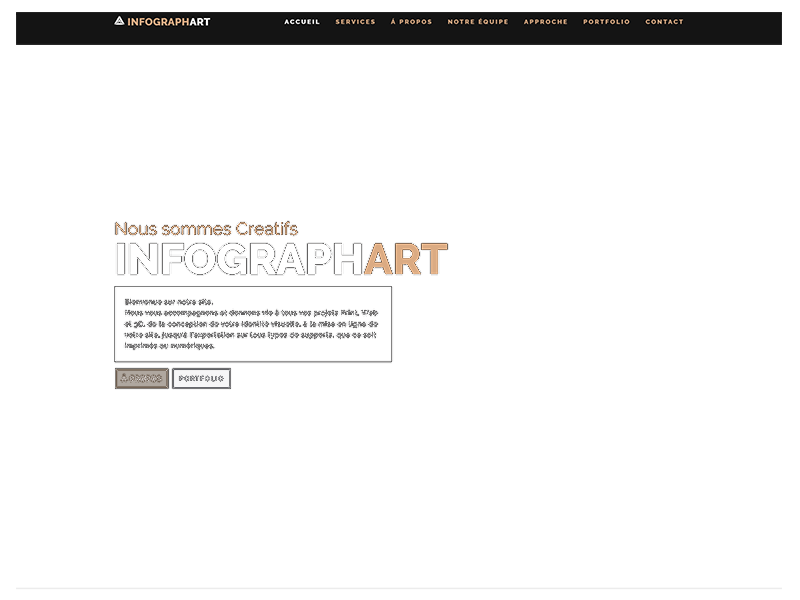 INFOGRAPHART
ACCUEIL SERVICES À PROPOS NOTRE ÉQUIPE APPROCHE PORTFOLIO CONTACT
Nous sommes Creatifs
INFOGRAPHART
Bienvenue sur notre site.
Nous vous accompagnons et donnons vie à tous vos projets Print, Web
et 3D, de la conception de votre identité visuelle, à la mise en ligne de
votre site, jusqu'à l'exportation sur tous types de supports, que ce soit
imprimés ou numériques.
À PROPOS PORTFOLIO